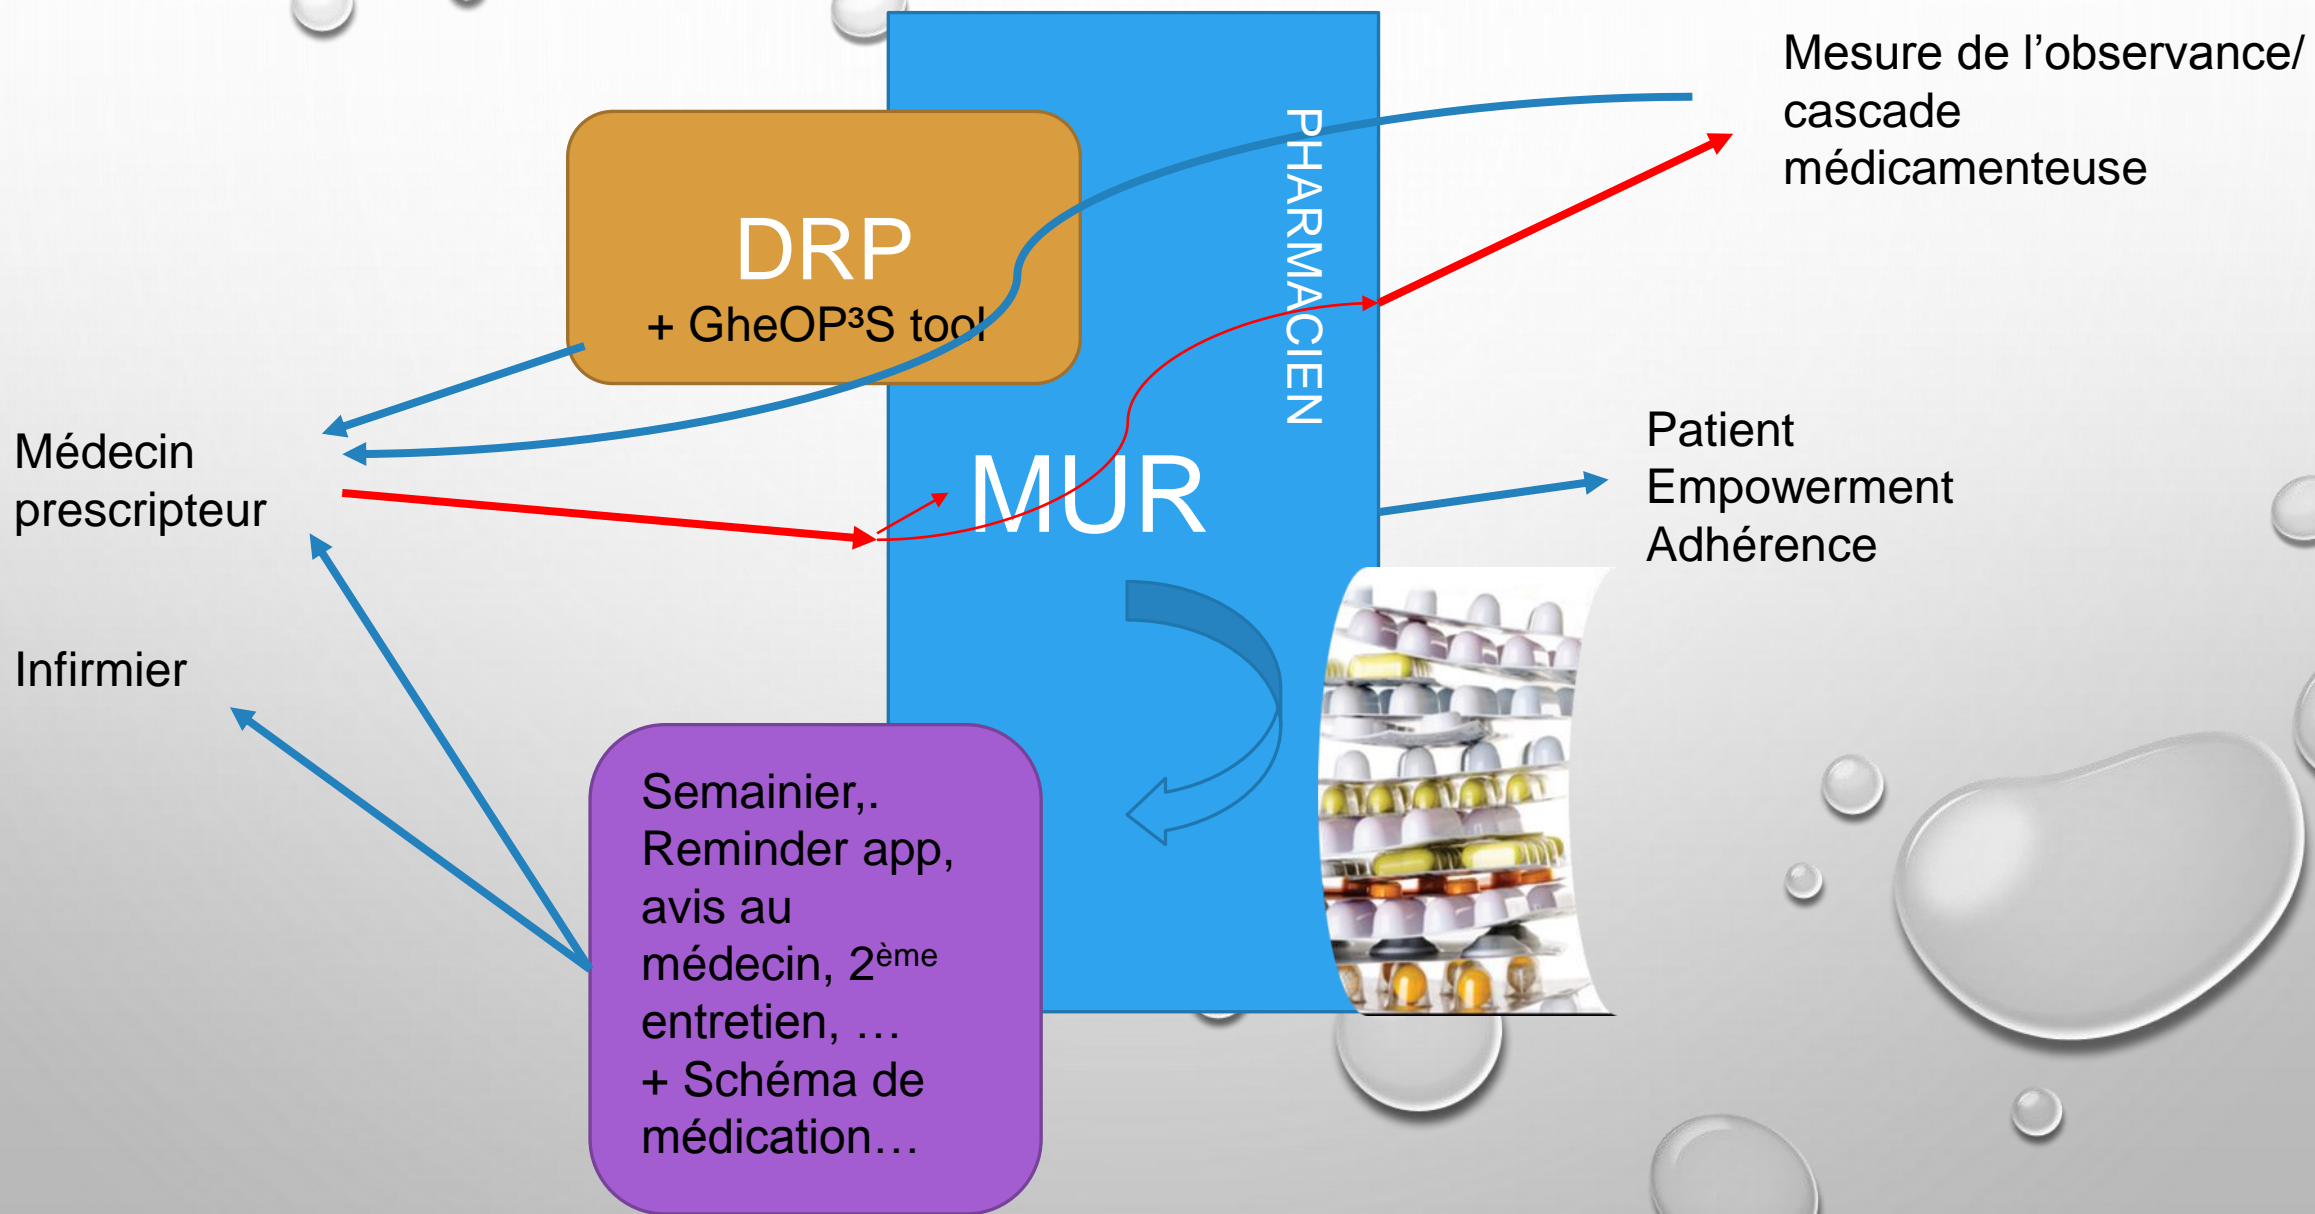 Mesure de l’observance/
cascade
médicamenteuse
PHARMACIEN
DRP
+ GheOP³S tool
Médecin
prescripteur
MUR
Patient
Empowerment
Adhérence
Infirmier
Semainier,.
Reminder app,
avis au
médecin, 2ème
entretien, …
+ Schéma de
médication…